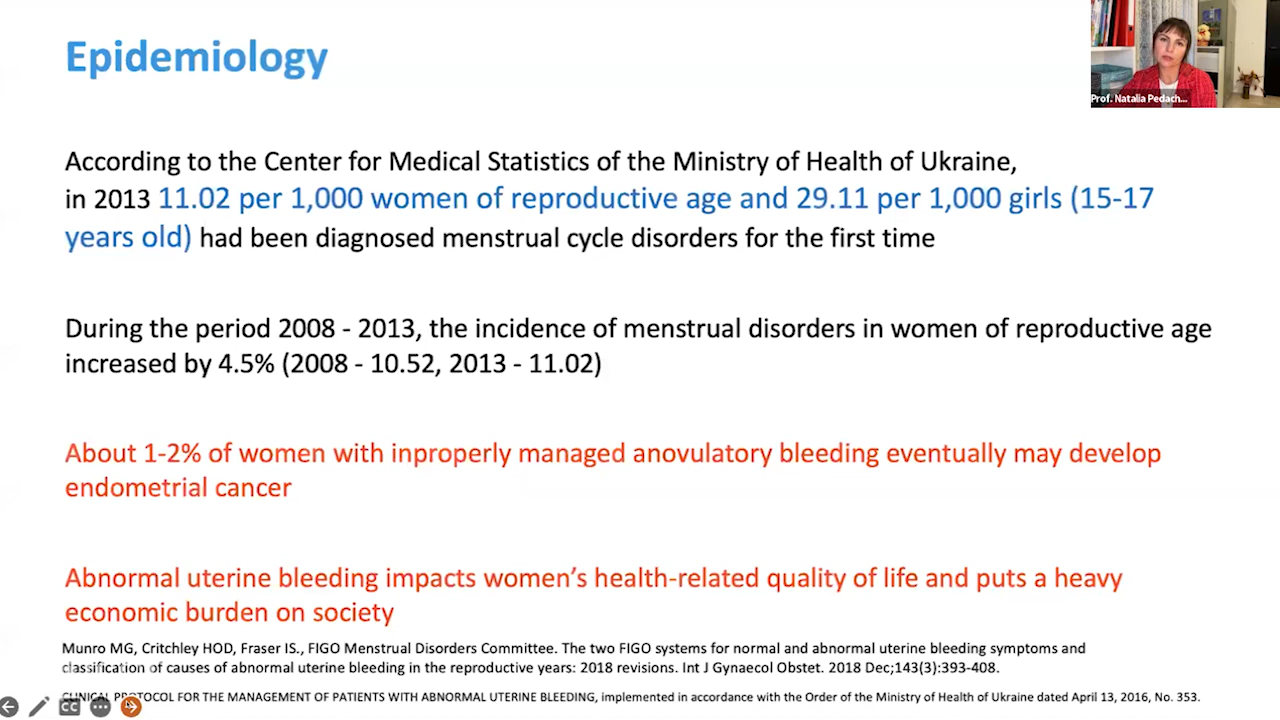 Epidemiology
Prof. Natalia Pedach...
According to the Center for Medical Statistics of the Ministry of Health of Ukraine,
in 2013 11.02 per 1,000 women of reproductive age and 29.11 per 1,000 girls (15-17
years old) had been diagnosed menstrual cycle disorders for the first time
During the period 2008 - 2013, the incidence of menstrual disorders in women of reproductive age
increased by 4.5% (2008 - 10.52, 2013 - 11.02)
About 1-2% of women with inproperly managed anovulatory bleeding eventually may develop
endometrial cancer
Abnormal uterine bleeding impacts women’s health-related quality of life and puts a heavy
economic burden on society
Munro MG, Critchley HOD, Fraser IS., FIGO Menstrual Disorders Committee. The two FIGO systems for normal and abnormal uterine bleeding symptoms and
classification of causes of abnormal uterine bleeding in the reproductive years: 2018 revisions. Int J Gynaecol Obstet. 2018 Dec;143(3):393-408.
CLINICAL PROTOCOL FOR THE MANAGEMENT OF PATIENTS WITH ABNORMAL UTERINE BLEEDING, implemented in accordance with the Order of the Ministry of Health of Ukraine dated April 13, 2016, No. 353.
CC